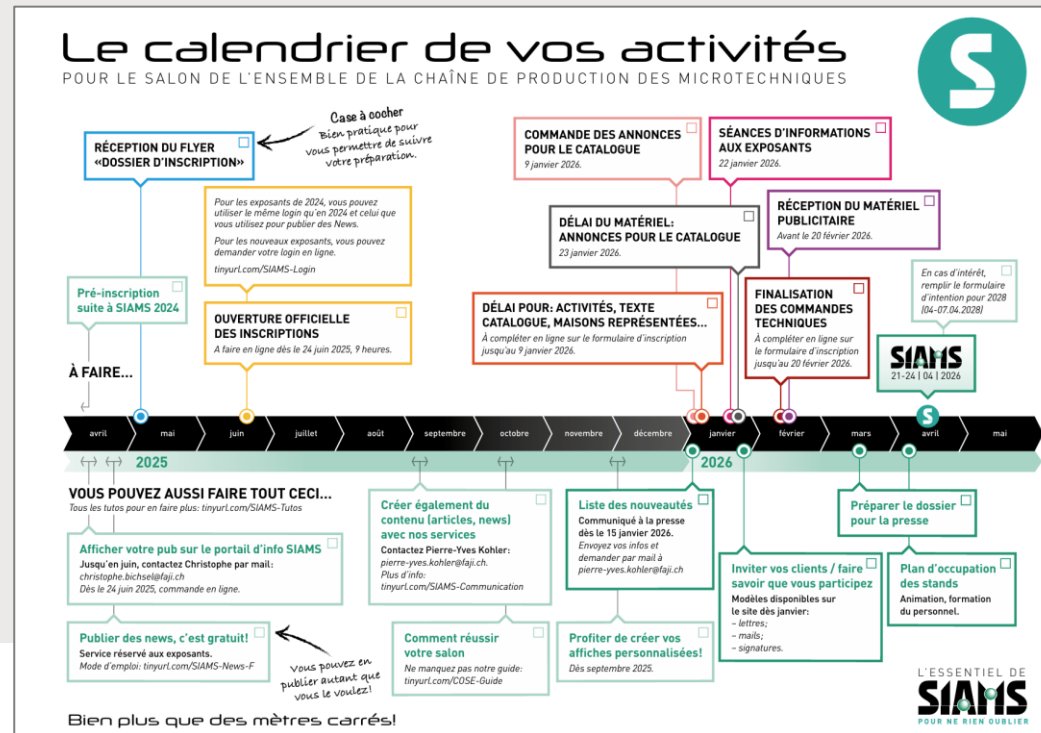 Le calendrier de vos activités
POUR LE SALON DE L'ENSEMBLE DE LA CHAÎNE DE PRODUCTION DES MICROTECHNIQUES
S
Case à cocher
Bien pratique pour
vous permettre de suivre
votre préparation.
RÉCEPTION DU FLYER
«DOSSIER D'INSCRIPTION»
Pour les exposants de 2024, vous pouvez
utiliser le même login qu'en 2024 et celui que
vous utilisez pour publier des News.
Pour les nouveaux exposants, vous pouvez
demander votre login en ligne.
tinyurl.com/SIAMS-Login
Pré-inscription
suite à SIAMS 2024
OUVERTURE OFFICIELLE
DES INSCRIPTIONS
A faire en ligne dès le 24 juin 2025, 9 heures.
COMMANDE DES ANNONCES
POUR LE CATALOGUE
9 janvier 2026.
SÉANCES D'INFORMATIONS
AUX EXPOSANTS
22 janvier 2026.
DÉLAI DU MATÉRIEL:
ANNONCES POUR LE CATALOGUE
23 janvier 2026.
RÉCEPTION DU MATÉRIEL
PUBLICITAIRE
Avant le 20 février 2026.
DÉLAI POUR: ACTIVITÉS, TEXTE
CATALOGUE, MAISONS REPRÉSENTÉES...
À compléter en ligne sur le formulaire d'inscription
jusqu'au 9 janvier 2026.
FINALISATION
DES COMMANDES
TECHNIQUES
À compléter en ligne sur
le formulaire d'inscription
jusqu'au 20 février 2026.
En cas d'intérêt,
remplir le formulaire
d'intention pour 2028
(04-07.04.2028)
SIAMS
21-24 | 04 | 2026
À FAIRE...
S
avril
mai
juin
juillet
août
septembre
octobre
novembre
décembre
janvier
février
mars
avril
mai
2025
2026
VOUS POUVEZ AUSSI FAIRE TOUT CECI...
Tous les tutos pour en faire plus: tinyurl.com/SIAMS-Tutos
Afficher votre pub sur le portail d'info SIAMS
Jusqu'en juin, contactez Christophe par mail:
christophe.bichsel@faji.ch
Dès le 24 juin 2025, commande en ligne.
Publier des news, c'est gratuit!
Service réservé aux exposants.
Mode d'emploi: tinyurl.com/SIAMS-News-F
Vous pouvez en
publier autant que
vous le voulez!
Créer également du
contenu (articles, news)
avec nos services
Contactez Pierre-Yves Kohler:
pierre-yves.kohler@faji.ch.
Plus d'info:
tinyurl.com/SIAMS-Communication
Comment réussir
votre salon
Ne manquez pas notre guide:
tinyurl.com/COSE-Guide
Liste des nouveautés
Communiqué à la presse
dès le 15 janvier 2026.
Envoyez vos infos et
demander par mail à
pierre-yves.kohler@faji.ch
Profiter de créer vos
affiches personnalisées!
Dès septembre 2025.
Inviter vos clients / faire
savoir que vous participez
Modèles disponibles sur
le site dès janvier:
– lettres;
– mails;
– signatures.
Préparer le dossier
pour la presse
Plan d'occupation
des stands
Animation, formation
du personnel.
Bien plus que des mètres carrés!
L'ESSENTIEL DE
SIAMS
POUR NE RIEN OUBLIER